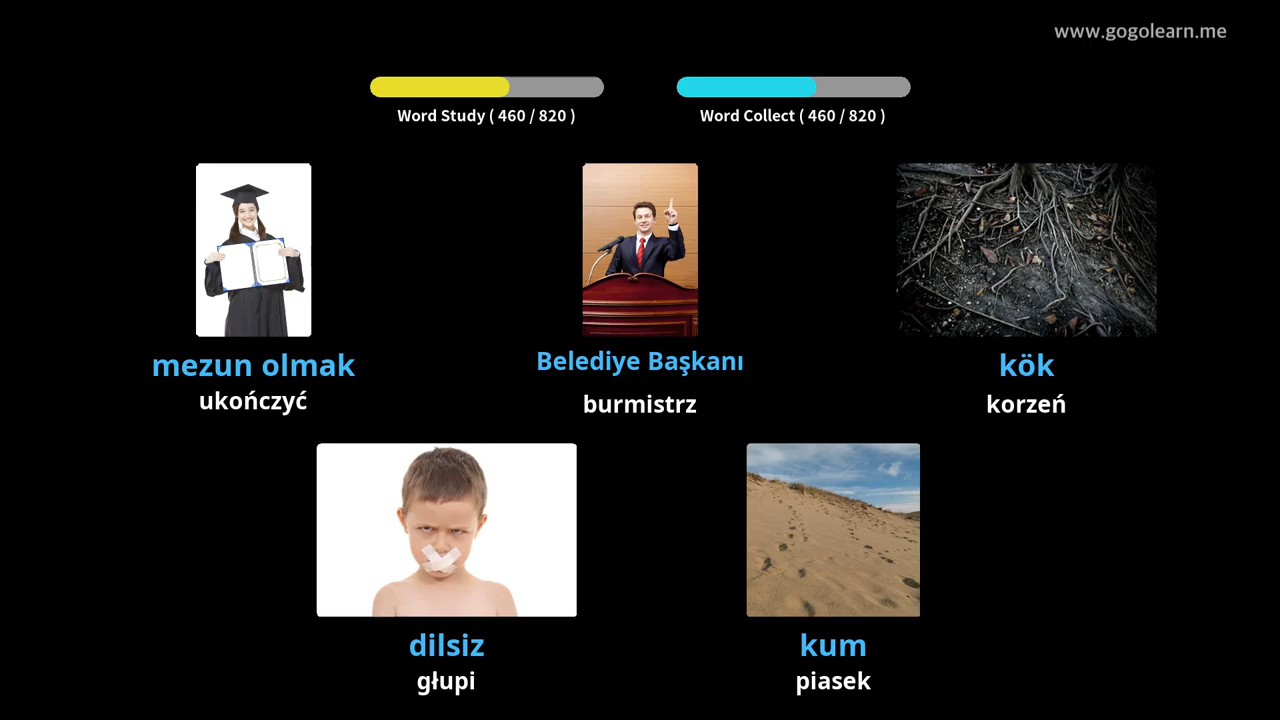 www.gogolearn.me
Word Study ( 460 / 820 )
Word Collect ( 460 / 820 )
mezun olmak
ukończyć
Belediye Başkanı
burmistrz
kök
korzeń
dilsiz
głupi
kum
piasek